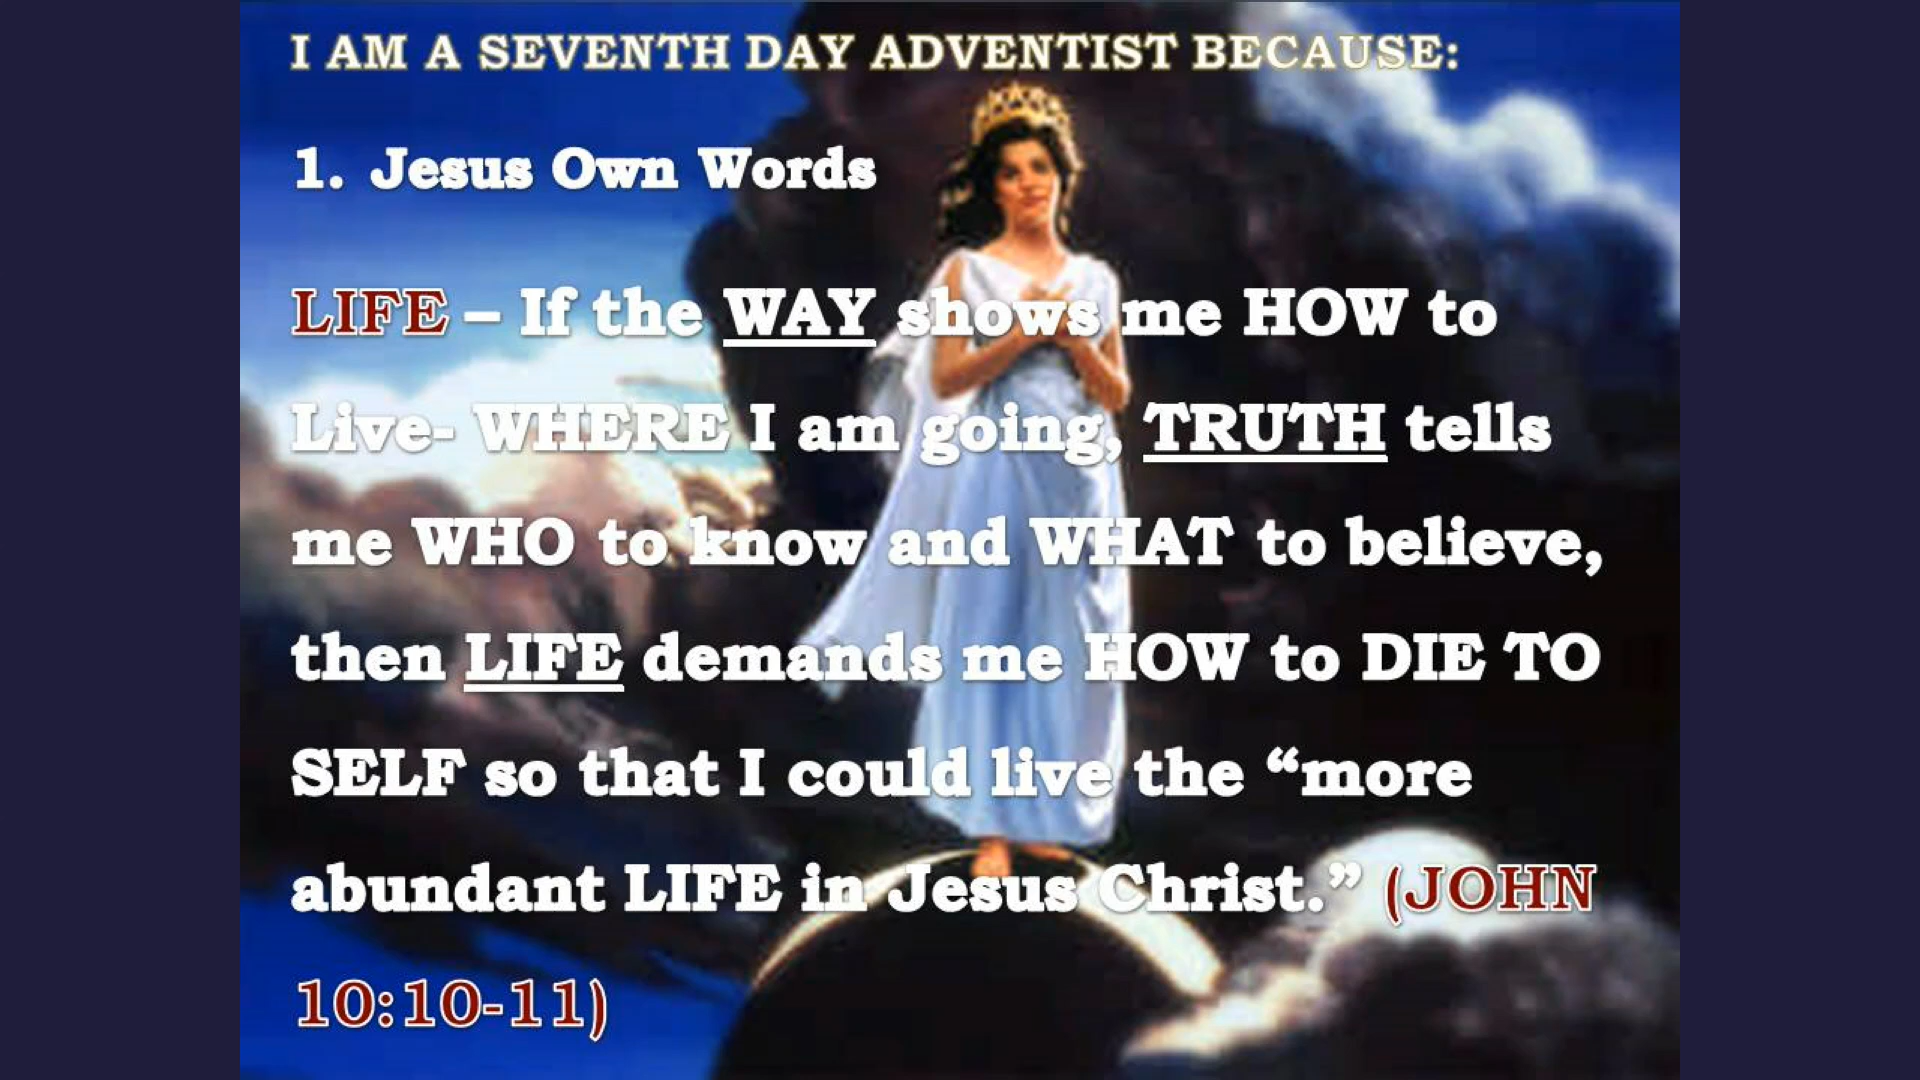 I AM A SEVENTH DAY ADVENTIST BECAUSE:
1. Jesus Own Words
LIFE – If the WAY shows me HOW to
Live- WHERE I am going, TRUTH tells
me WHO to know and WHAT to believe,
then LIFE demands me HOW to DIE TO
SELF so that I could live the “more
abundant LIFE in Jesus Christ.” (JOHN
10:10-11)